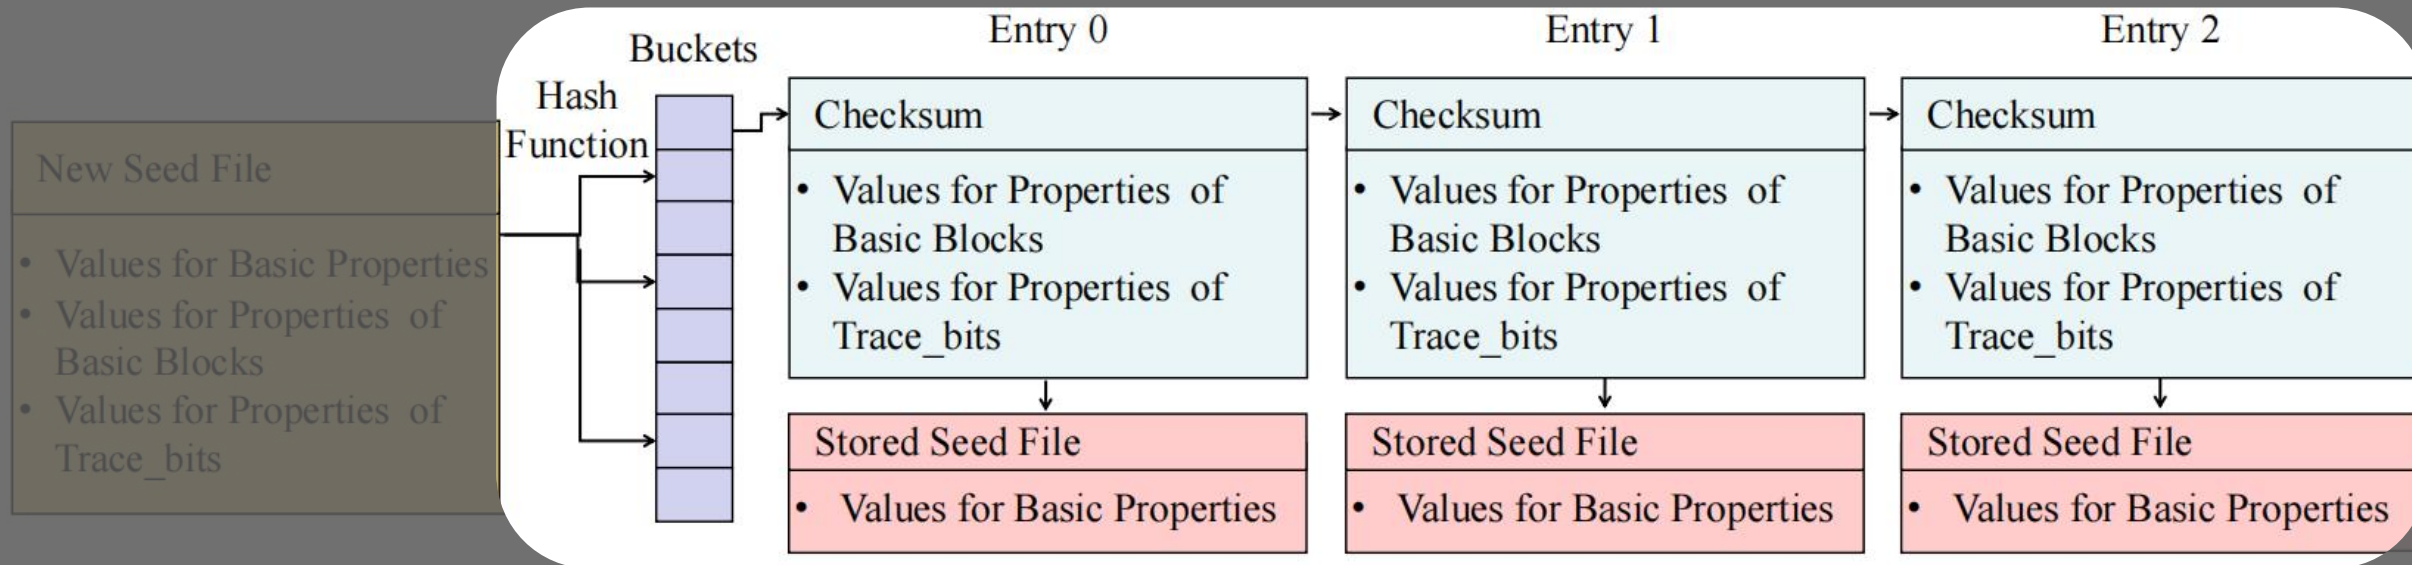 New Seed File
• Values for Basic Properties
• Values for Properties of
Basic Blocks
• Values for Properties of
Trace_bits
Hash
Function
Buckets
Entry 0
Checksum
• Values for Properties of
Basic Blocks
• Values for Properties of
Trace_bits
Stored Seed File
• Values for Basic Properties
Entry 1
Checksum
• Values for Properties of
Basic Blocks
• Values for Properties of
Trace_bits
Stored Seed File
• Values for Basic Properties
Entry 2
Checksum
• Values for Properties of
Basic Blocks
• Values for Properties of
Trace_bits
Stored Seed File
• Values for Basic Properties